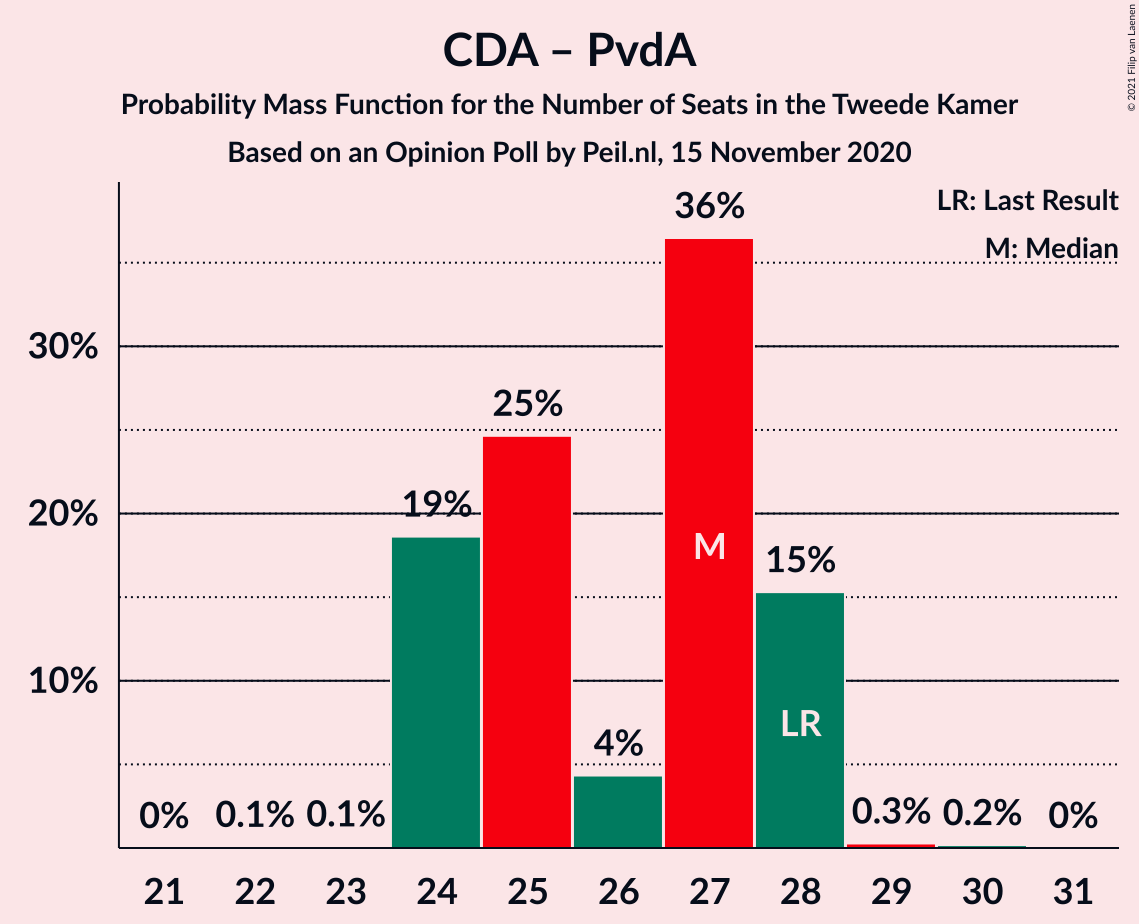 CDA – PvdA
Probability Mass Function for the Number of Seats in the Tweede Kamer
Based on an Opinion Poll by Peil.nl, 15 November 2020
© 2021 Filip van Laenen
LR: Last Result
M: Median
36%
30%
25%
20%
19%
M
15%
10%
LR
4%
0%
0.1%
0.1%
0.3%
0.2%
0%
21 22 23 24 25 26 27 28 29 30 31